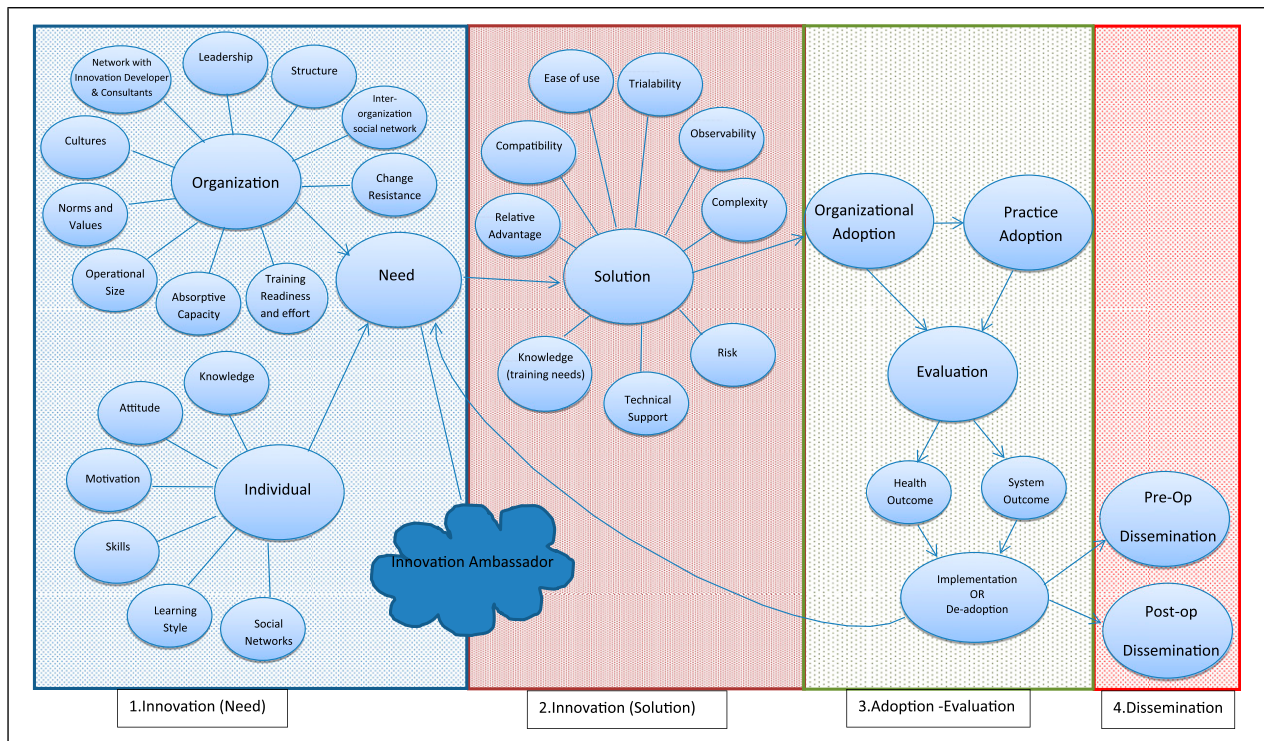 Network with
Innovation Developer
& Consultants
Leadership
Structure
Inter-
organization
social network
Cultures
Organization
Change
Resistance
Norms and
Values
Operational
Size
Absorptive
Capacity
Training
Readiness
and effort
Need
Knowledge
Attitude
Motivation
Individual
Skills
Learning
Style
Social
Networks
Innovation Ambassador
1.Innovation (Need)
Ease of use
Trialability
Observability
Compatibility
Complexity
Relative
Advantage
Solution
Knowledge
(training needs)
Technical
Support
Risk
2.Innovation (Solution)
Organizational
Adoption
Practice
Adoption
Evaluation
Health
Outcome
System
Outcome
Implementation
OR
De-adoption
3.Adoption -Evaluation
Pre-Op
Dissemination
Post-op
Dissemination
4.Dissemination